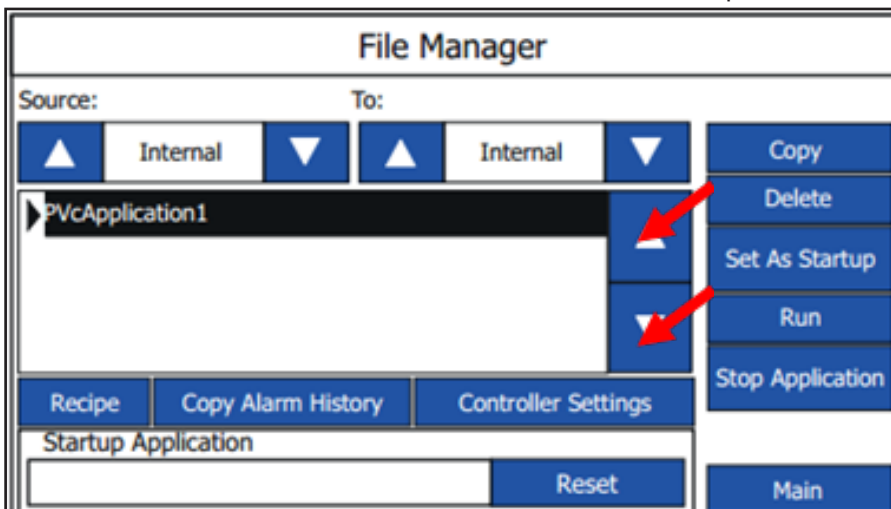 File Manager
Source: To:
Internal Internal Copy
Delete
PVcApplication1
Set As Startup
Run
Stop Application
Recipe Copy Alarm History Controller Settings
Startup Application
Reset Main